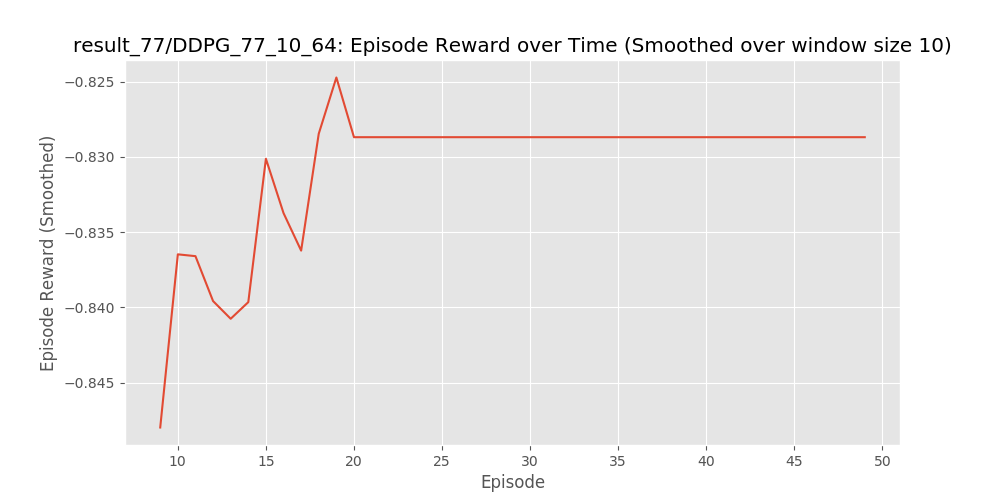 result_77/DDPG_77_10_64: Episode Reward over Time (Smoothed over window size 10)
−0.825
−0.830
−0.835
−0.840
−0.845
Episode Reward (Smoothed)
10 15 20 25 30 35 40 45 50
Episode